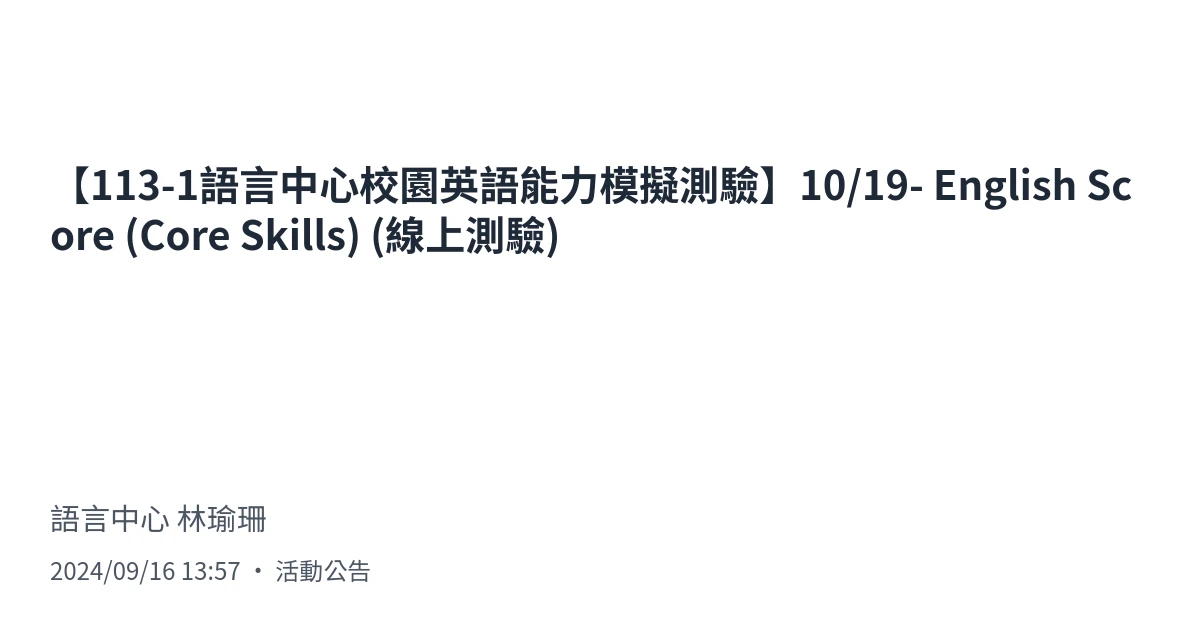 【113-1語言中心校園英語能力模擬測驗】10/19- English Sc
ore (Core Skills) (線上測驗)
語言中心 林瑜珊
2024/09/16 13:57 • 活動公告